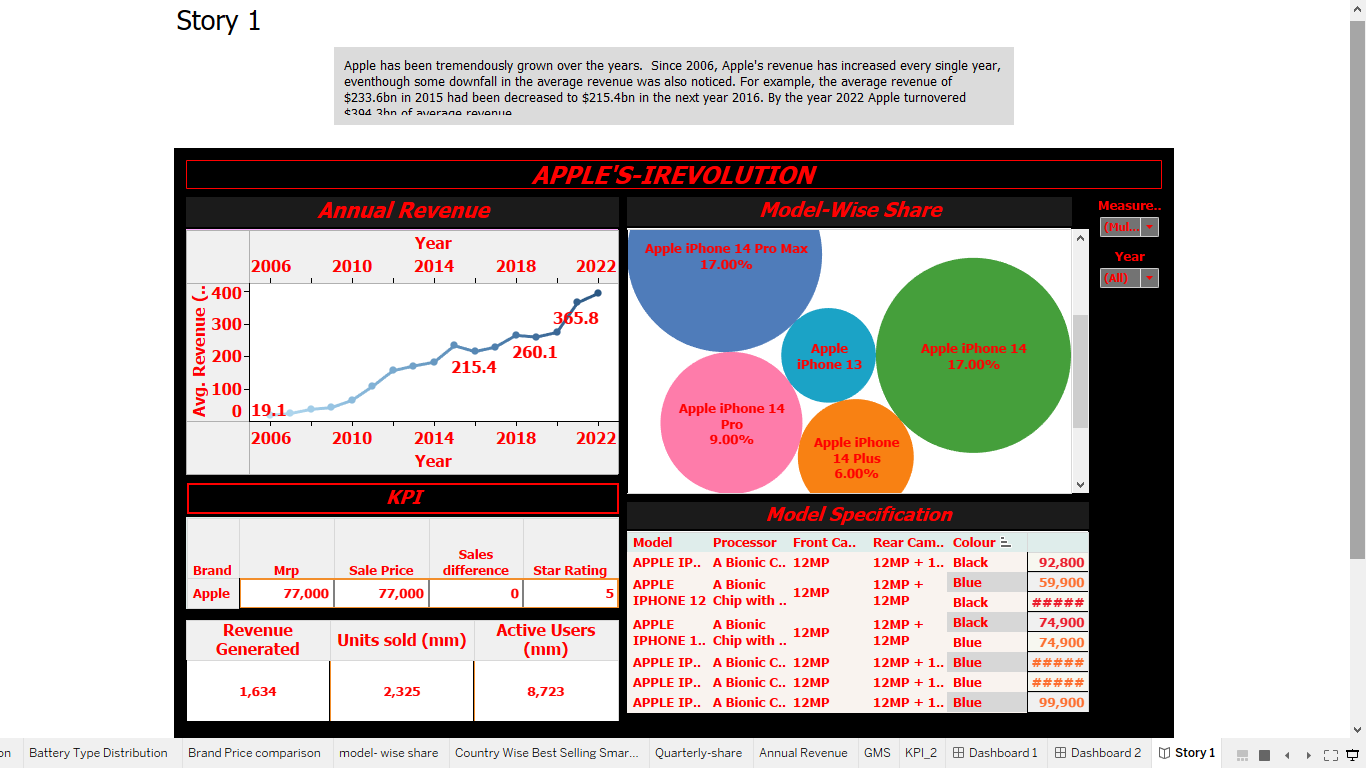 Story 1
Apple has been tremendously grown over the years.  Since 2006, Apple's revenue has increased every single year,
eventhough some downfall in the average revenue was also noticed. For example, the average revenue of
$233.6bn in 2015 had been decreased to $215.4bn in the next year 2016. By the year 2022 Apple turnovered
$394.3bn of average revenue
APPLE'S-IREVOLUTION
Annual Revenue
Year
2006 2010 2014 2018 2022
Avg. Revenue (..
400
300
200
100
0
19.1
215.4
260.1
365.8
2006 2010 2014 2018 2022
Year
Model-Wise Share
Apple iPhone 14 Pro Max
17.00%
Apple
iPhone 13
Apple iPhone 14
17.00%
Apple iPhone 14
Pro
9.00%
Apple iPhone
14 Plus
6.00%
Measure..
(Mul...
Year
(All)
KPI
Brand Mrp Sale Price Sales
difference Star Rating
Apple 77,000 77,000 0 5
Revenue
Generated Units sold (mm) Active Users
(mm)
1,634 2,325 8,723
Model Specification
Model Processor Front Ca.. Rear Cam.. Colour
APPLE IP.. A Bionic C.. 12MP 12MP + 1.. Black 92,800
APPLE
IPHONE 12 A Bionic
Chip with .. 12MP 12MP +
12MP Blue 59,900
Black #####
APPLE
IPHONE 1.. A Bionic
Chip with .. 12MP 12MP +
12MP Black 74,900
Blue 74,900
APPLE IP.. A Bionic C.. 12MP 12MP + 1.. Blue #####
APPLE IP.. A Bionic C.. 12MP 12MP + 1.. Blue #####
APPLE IP.. A Bionic C.. 12MP 12MP + 1.. Blue 99,900
on Battery Type Distribution Brand Price comparison model- wise share Country Wise Best Selling Smar... Quarterly-share Annual Revenue GMS KPI_2 Dashboard 1 Dashboard 2 Story 1